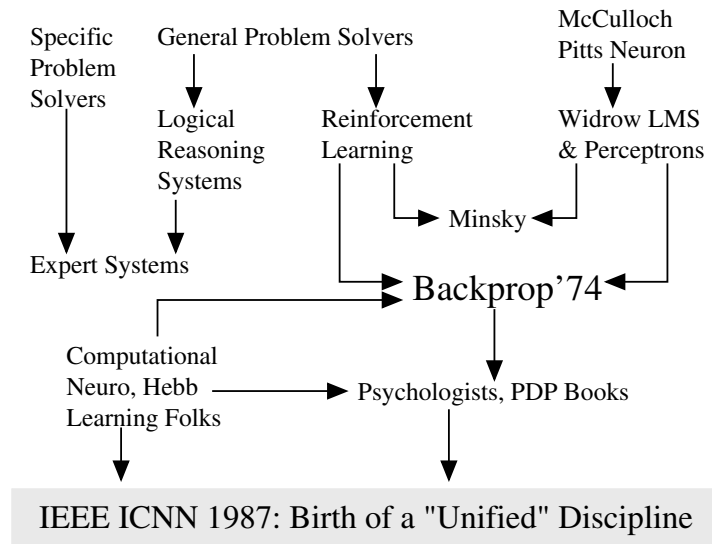 Specific
Problem
Solvers
General Problem Solvers
McCulloch
Pitts Neuron
Logical
Reasoning
Systems
Reinforcement
Learning
Widrow LMS
& Perceptrons
Minsky
Expert Systems
Backprop’74
Computational
Neuro, Hebb
Learning Folks
Psychologists, PDP Books
IEEE ICNN 1987: Birth of a "Unified" Discipline